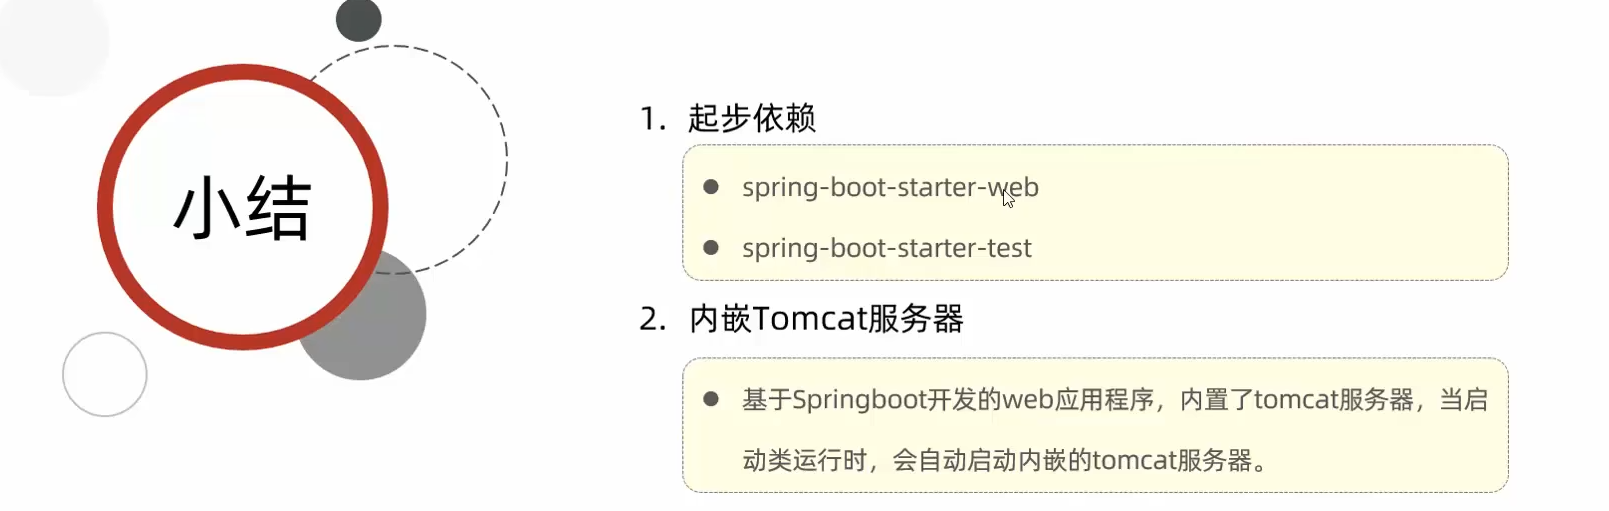 小结
1. 起步依赖
spring-boot-starter-web
spring-boot-starter-test
2. 内嵌Tomcat服务器
基于Springboot开发的web应用程序，内置了tomcat服务器，当启
动类运行时，会自动启动内嵌的tomcat服务器。